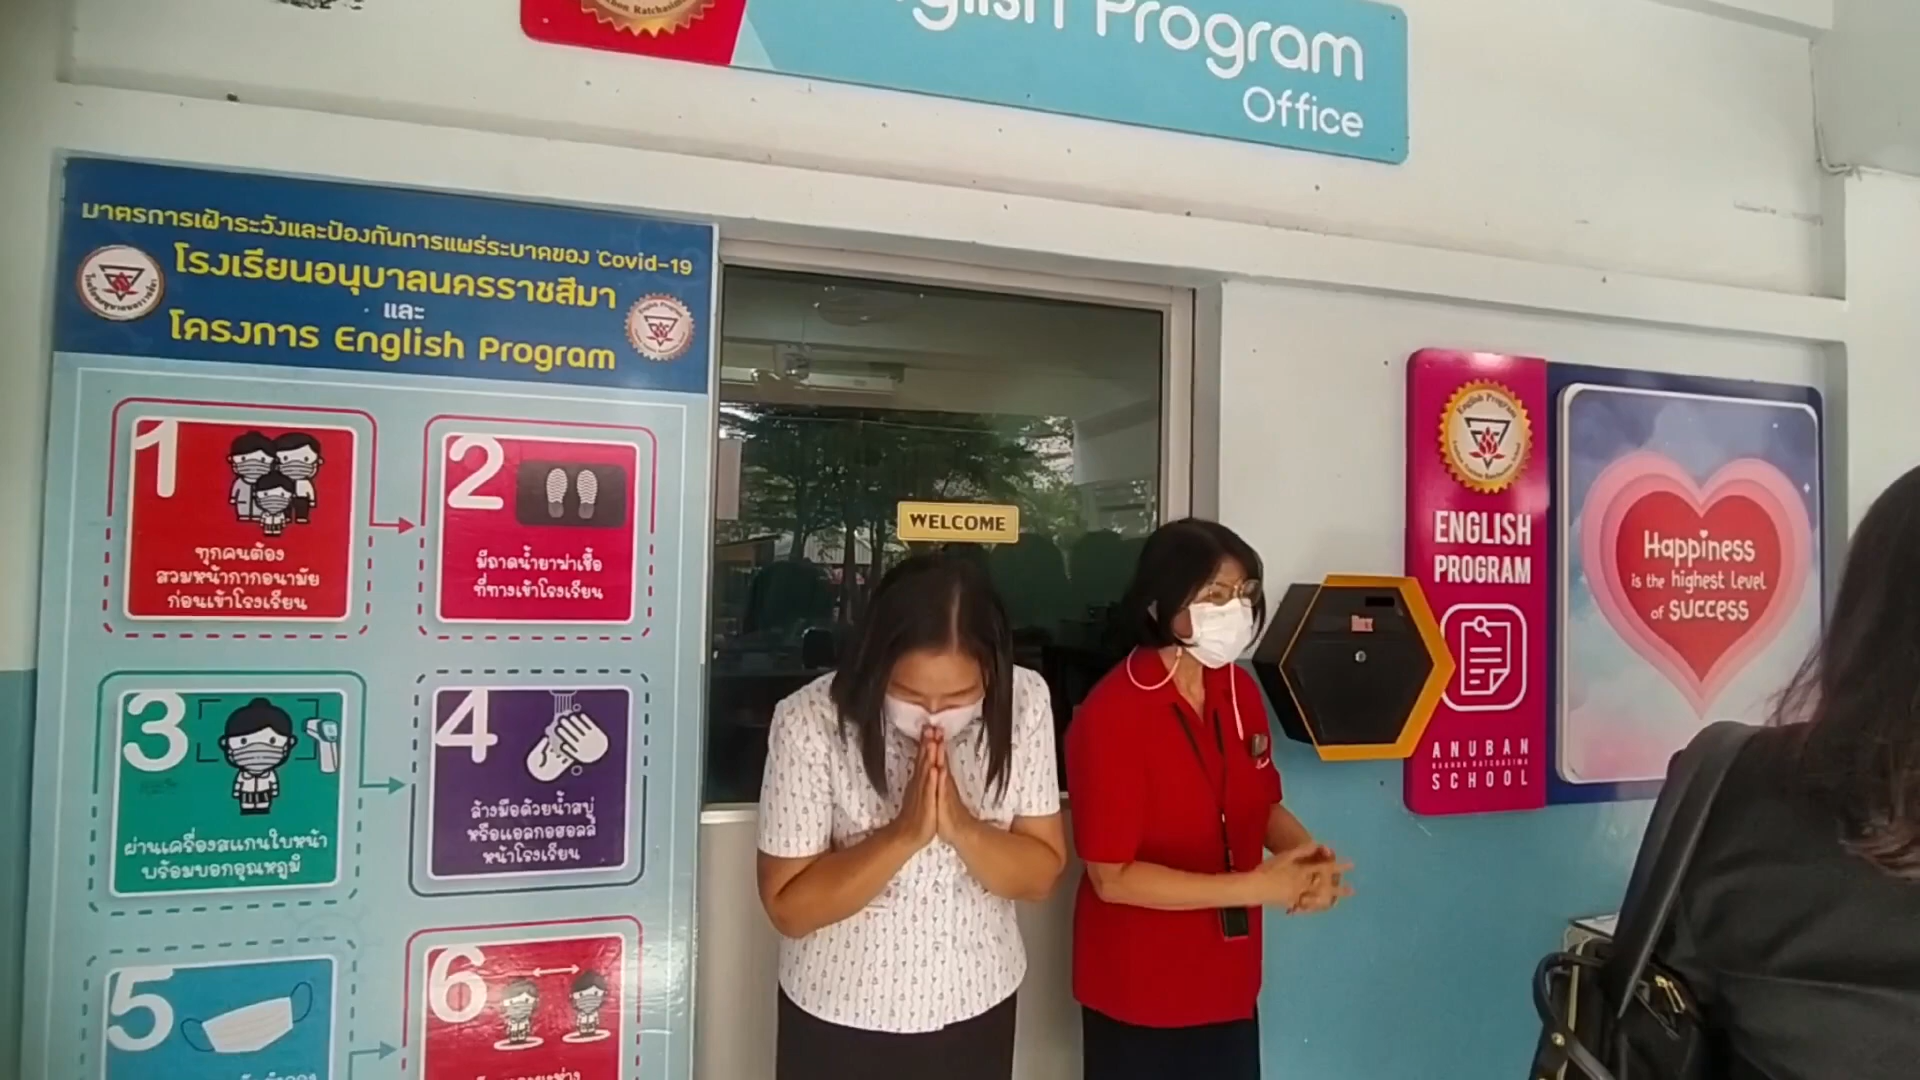 English Program
Office
มาตรการเฝ้าระวังและป้องกันการแพร่ระบาดของ Covid-19
โรงเรียนอนุบาลนครราชสีมา
และ
โครงการ English Program
1
ทุกคนต้อง
สวมหน้ากากอนามัย
ก่อนเข้าโรงเรียน
2
มีถาดน้ำยาฆ่าเชื้อ
ที่ทางเข้าโรงเรียน
3
ผ่านเครื่องสแกนใบหน้า
พร้อมบอกอุณหภูมิ
4
ล้างมือด้วยน้ำสบู่
หรือแอลกอฮอลล์
หน้าโรงเรียน
5
6
WELCOME
English Program
ENGLISH
PROGRAM
ANUBAN
NAKHON RATCHASIMA
SCHOOL
Happiness
is the highest level
of success